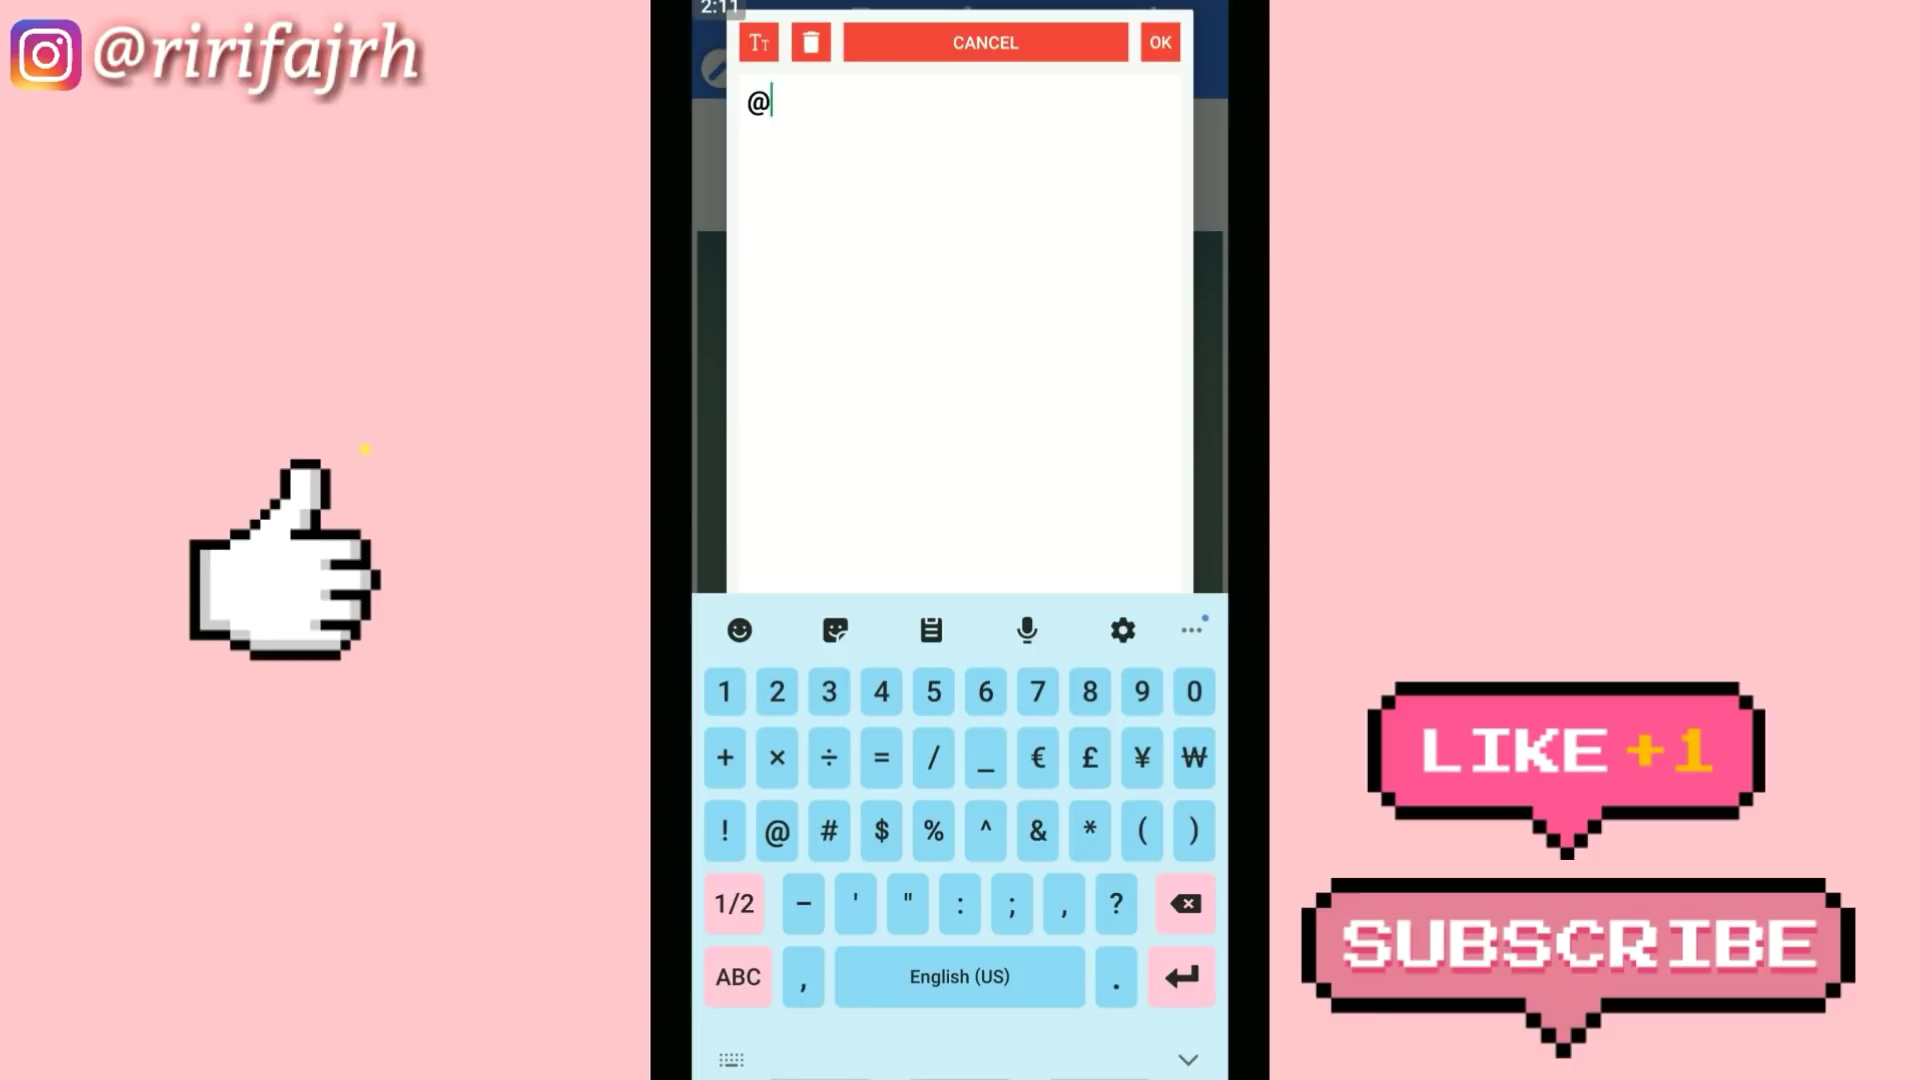 @ririfajrh
2:11
TT
CANCEL
OK
@
1 2 3 4 5 6 7 8 9 0
+ × ÷ = / _ € £ ¥ ₩
! @ # $ % ^ & * ( )
1/2 - ' " : ; , ?
ABC , English (US) .
LIKE +1
SUBSCRIBE